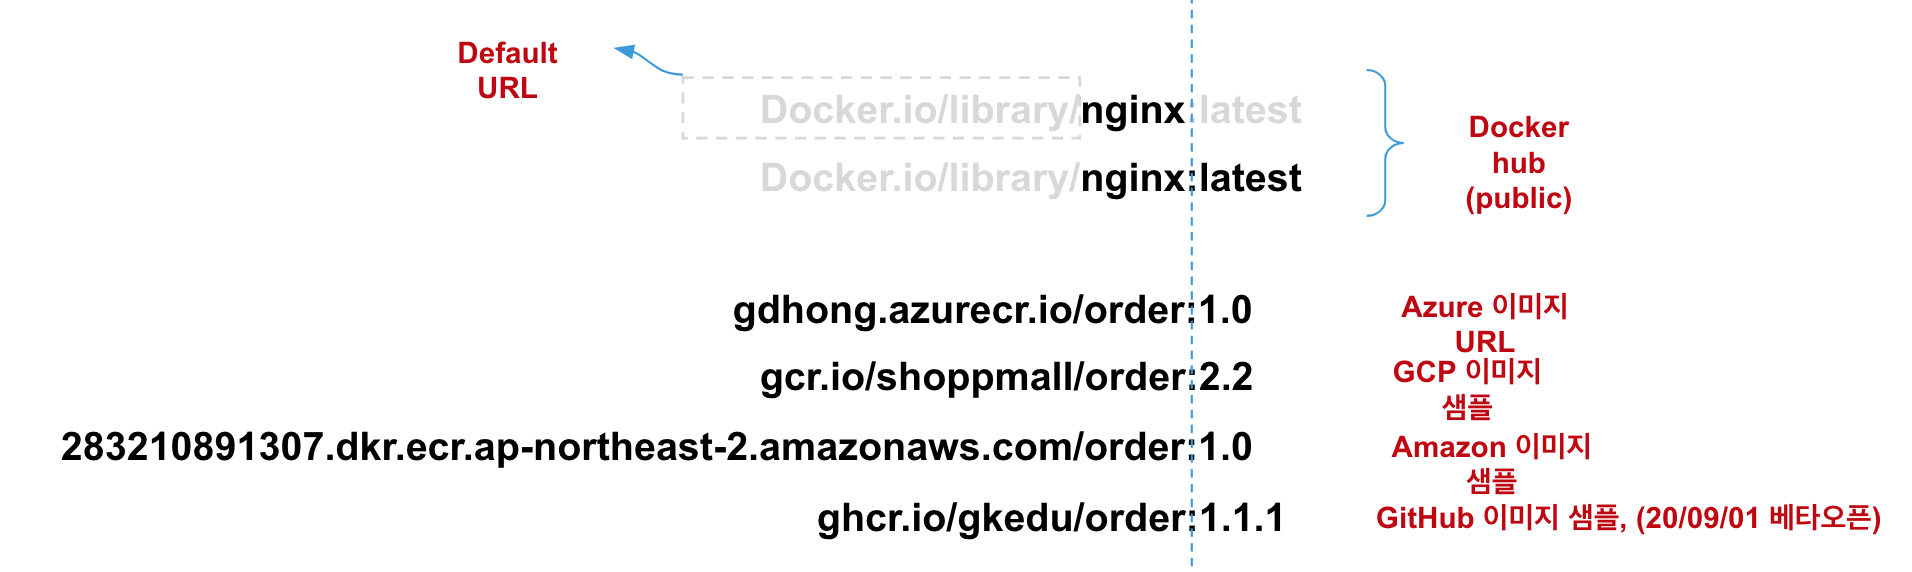 Default
URL
Docker.io/library/nginx:latest
Docker.io/library/nginx:latest
Docker
hub
(public)
gdhong.azurecr.io/order:1.0
Azure 이미지
URL
gcr.io/shoppmall/order:2.2
GCP 이미지
샘플
283210891307.dkr.ecr.ap-northeast-2.amazonaws.com/order:1.0
Amazon 이미지
샘플
ghcr.io/gkedu/order:1.1.1
GitHub 이미지 샘플, (20/09/01 베타오픈)